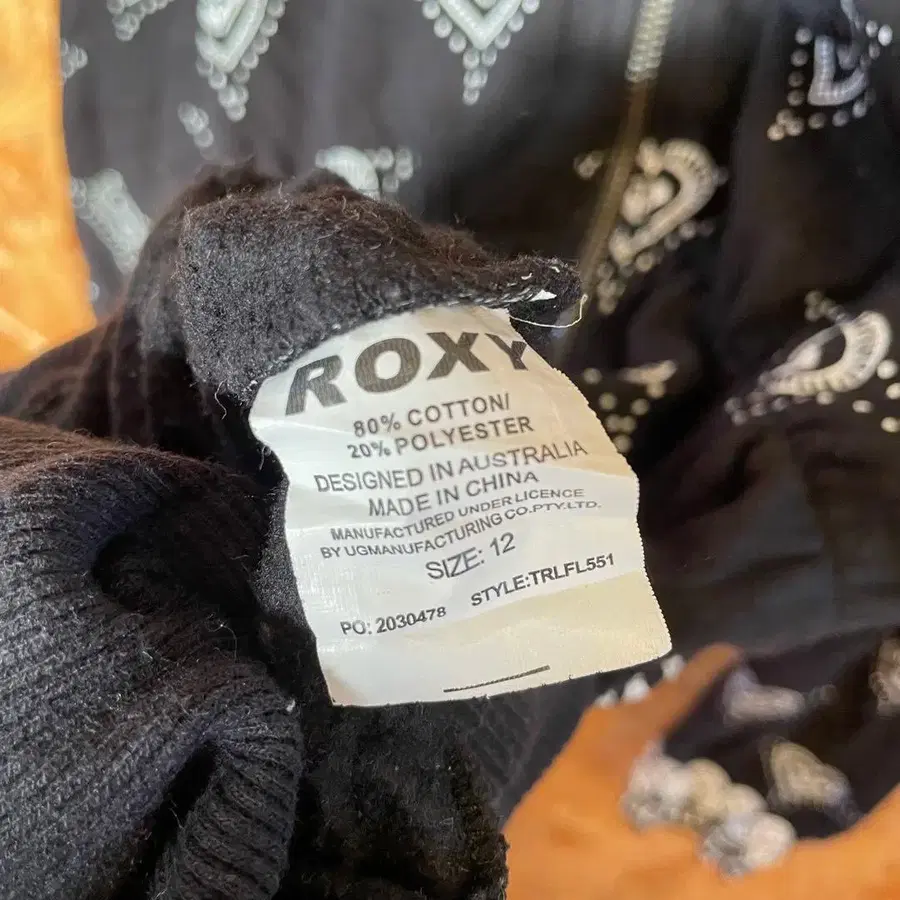 ROXY
80% COTTON/
20% POLYESTER
DESIGNED IN AUSTRALIA
MADE IN CHINA
MANUFACTURED UNDER LICENCE
BY UGMANUFACTURING CO.PTY.LTD.
SIZE: 12
PO: 2030478 STYLE:TRLFL551